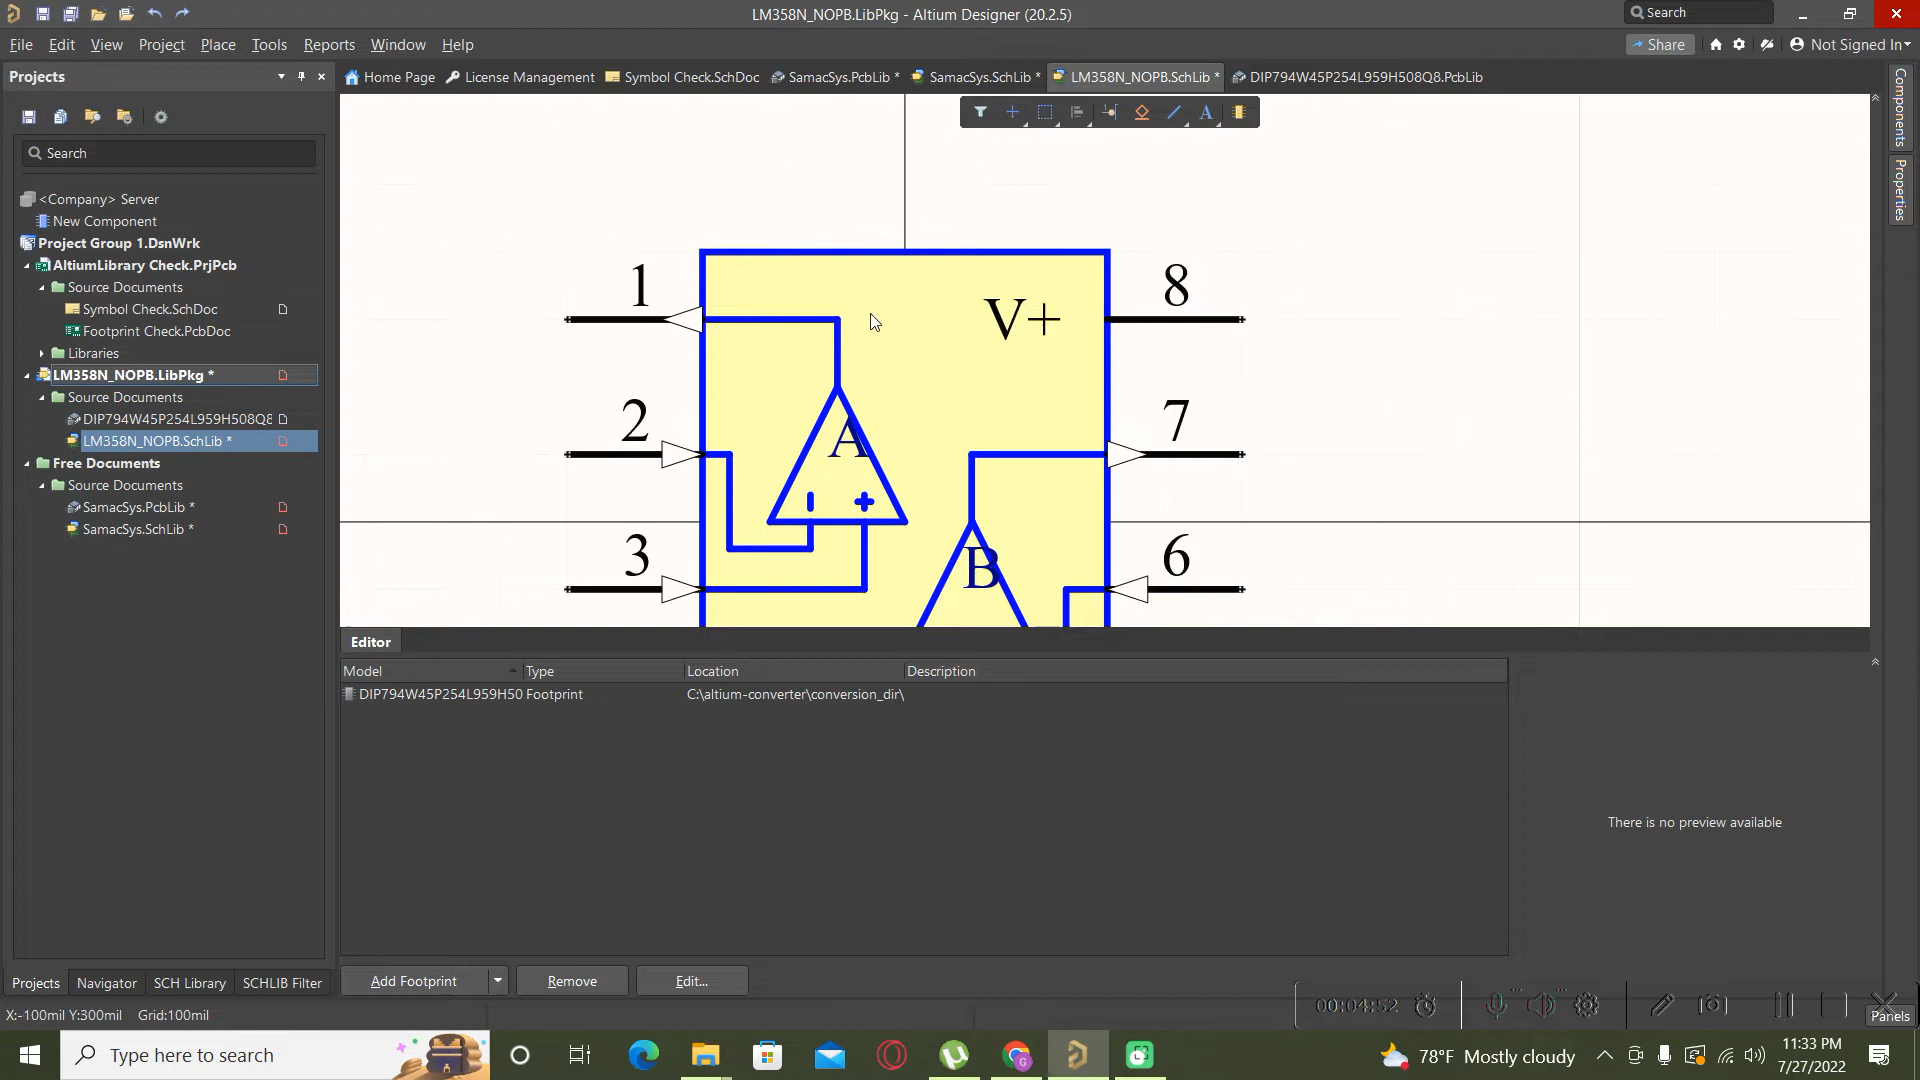 LM358N_NOPB.LibPkg - Altium Designer (20.2.5)
Search
File Edit View Project Place Tools Reports Window Help
Share
Not Signed In
Projects
Home Page
License Management
Symbol Check.SchDoc
SamacSys.PcbLib *
SamacSys.SchLib *
LM358N_NOPB.SchLib *
DIP794W45P254L959H508Q8.PcbLib
Search
<Company> Server
New Component
Project Group 1.DsnWrk
AltiumLibrary Check.PrjPcb
Source Documents
Symbol Check.SchDoc
Footprint Check.PcbDoc
Libraries
LM358N_NOPB.LibPkg *
Source Documents
DIP794W45P254L959H508Q8
LM358N_NOPB.SchLib *
Free Documents
Source Documents
SamacSys.PcbLib *
SamacSys.SchLib *
1
V+
8
2
A
7
- +
3
B
6
Components
Properties
Editor
Model Type Location Description
DIP794W45P254L959H50 Footprint C:\altium-converter\conversion_dir\
There is no preview available
Add Footprint
Remove
Edit...
Projects Navigator SCH Library SCHLIB Filter
X:-100mil Y:300mil Grid:100mil
00:04:52
Panels
Type here to search
78°F Mostly cloudy
11:33 PM
7/27/2022